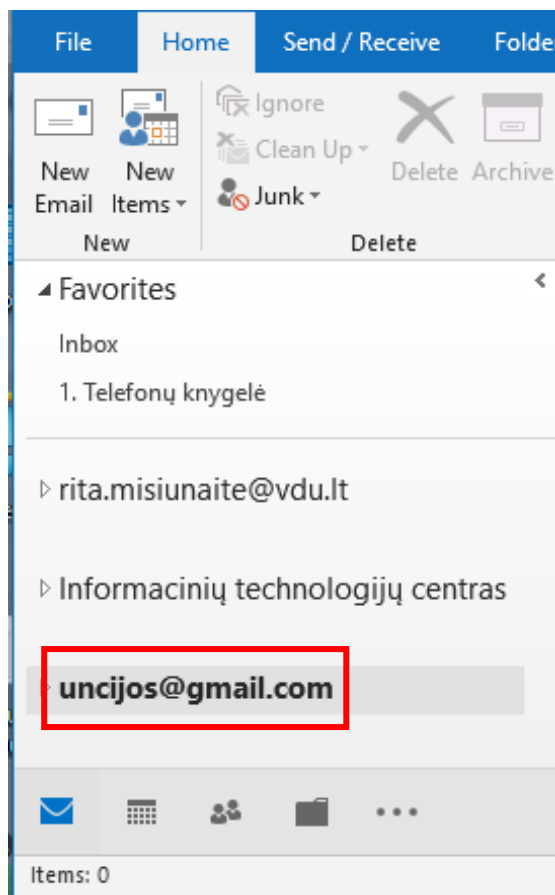 File Home Send / Receive Folde
Ignore
Clean Up
Delete Archive
New New
Email Items
Junk
New Delete
Favorites
Inbox
1. Telefonų knygelė
rita.misiunaite@vdu.lt
Informacinių technologijų centras
uncijos@gmail.com
Items: 0